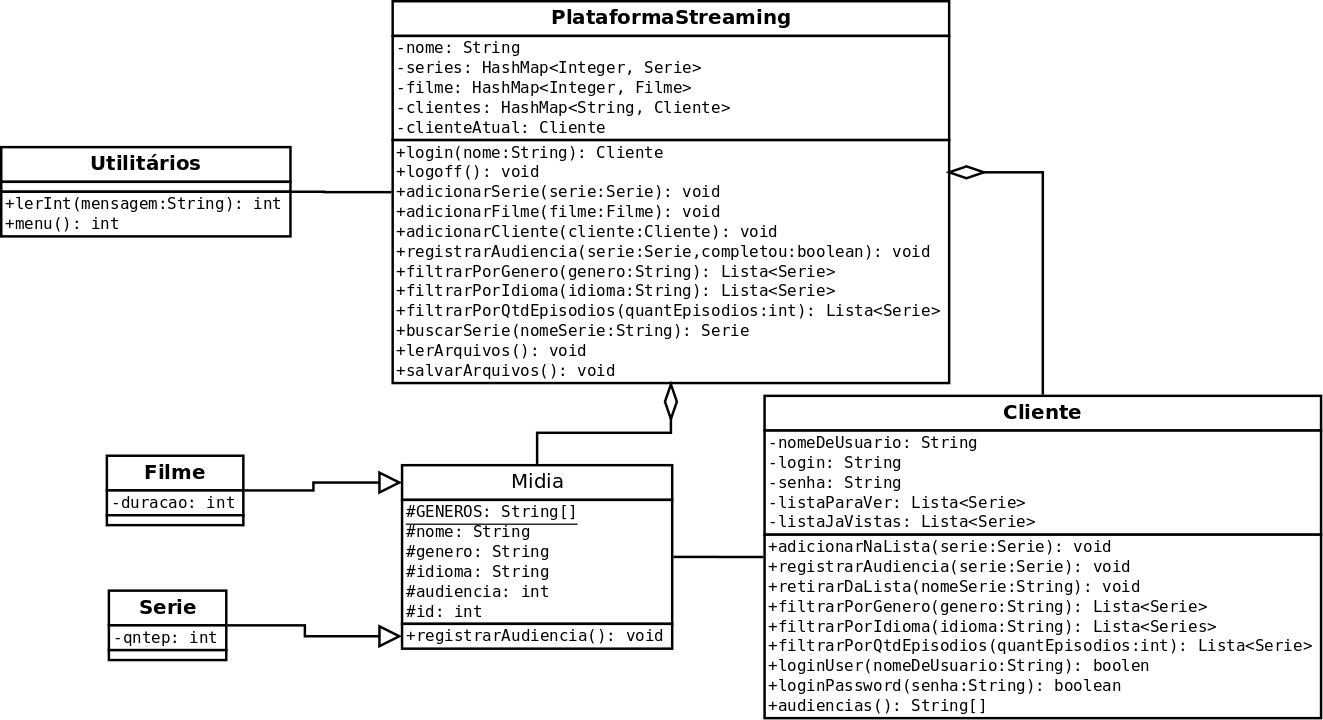 PlataformaStreaming
-nome: String
-series: HashMap<Integer, Serie>
-filme: HashMap<Integer, Filme>
-clientes: HashMap<String, Cliente>
-clienteAtual: Cliente
+login(nome:String): Cliente
+logoff(): void
+adicionarSerie(serie:Serie): void
+adicionarFilme(filme:Filme): void
+adicionarCliente(cliente:Cliente): void
+registrarAudiencia(serie:Serie,completou:boolean): void
+filtrarPorGenero(genero:String): Lista<Serie>
+filtrarPorIdioma(idioma:String): Lista<Serie>
+filtrarPorQtdEpisodios(quantEpisodios:int): Lista<Serie>
+buscarSerie(nomeSerie:String): Serie
+lerArquivos(): void
+salvarArquivos(): void
Utilitários
+lerInt(mensagem:String): int
+menu(): int
Filme
-duracao: int
Serie
-qntep: int
Midia
#GENEROS: String[]
#nome: String
#genero: String
#idioma: String
#audiencia: int
#id: int
+registrarAudiencia(): void
Cliente
-nomeDeUsuario: String
-login: String
-senha: String
-listaParaVer: Lista<Serie>
-listaJaVistas: Lista<Serie>
+adicionarNaLista(serie:Serie): void
+registrarAudiencia(serie:Serie): void
+retirarDaLista(nomeSerie:String): void
+filtrarPorGenero(genero:String): Lista<Serie>
+filtrarPorIdioma(idioma:String): Lista<Series>
+filtrarPorQtdEpisodios(quantEpisodios:int): Lista<Serie>
+loginUser(nomeDeUsuario:String): boolen
+loginPassword(senha:String): boolean
+audiencias(): String[]